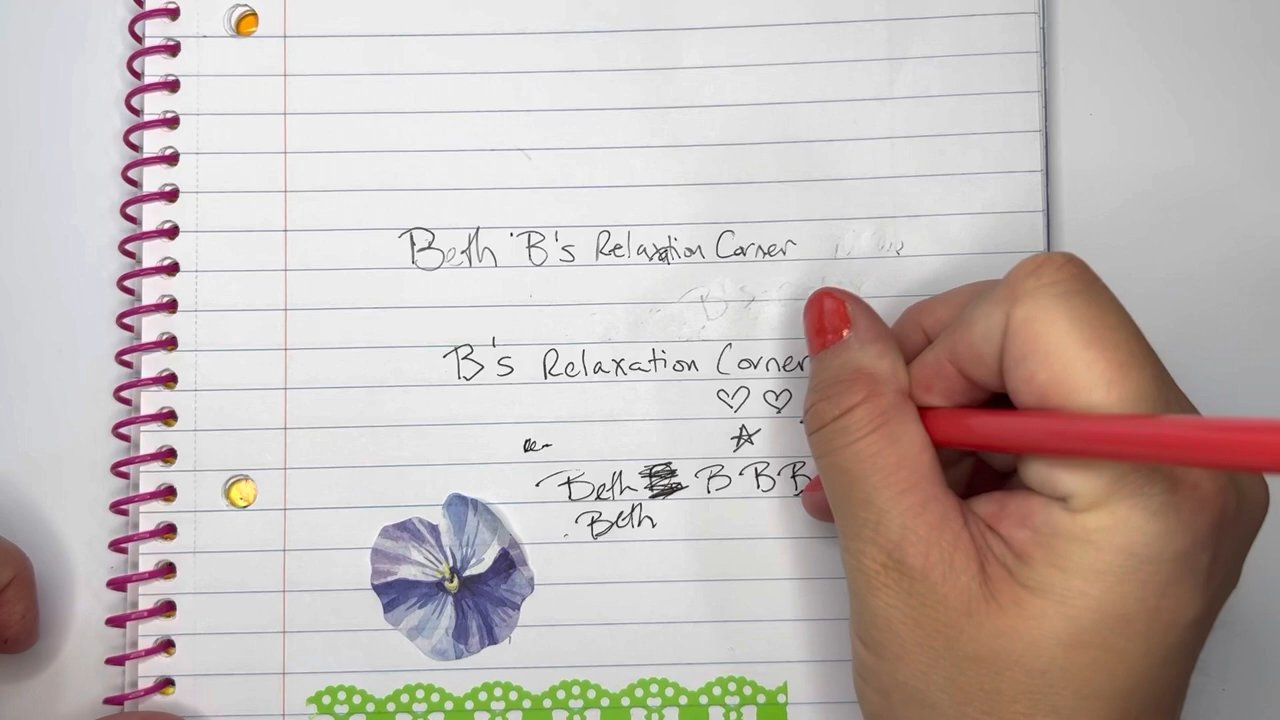 Beth B's Relaxation Corner
B's
B's Relaxation Corner
Beth B B B
Beth